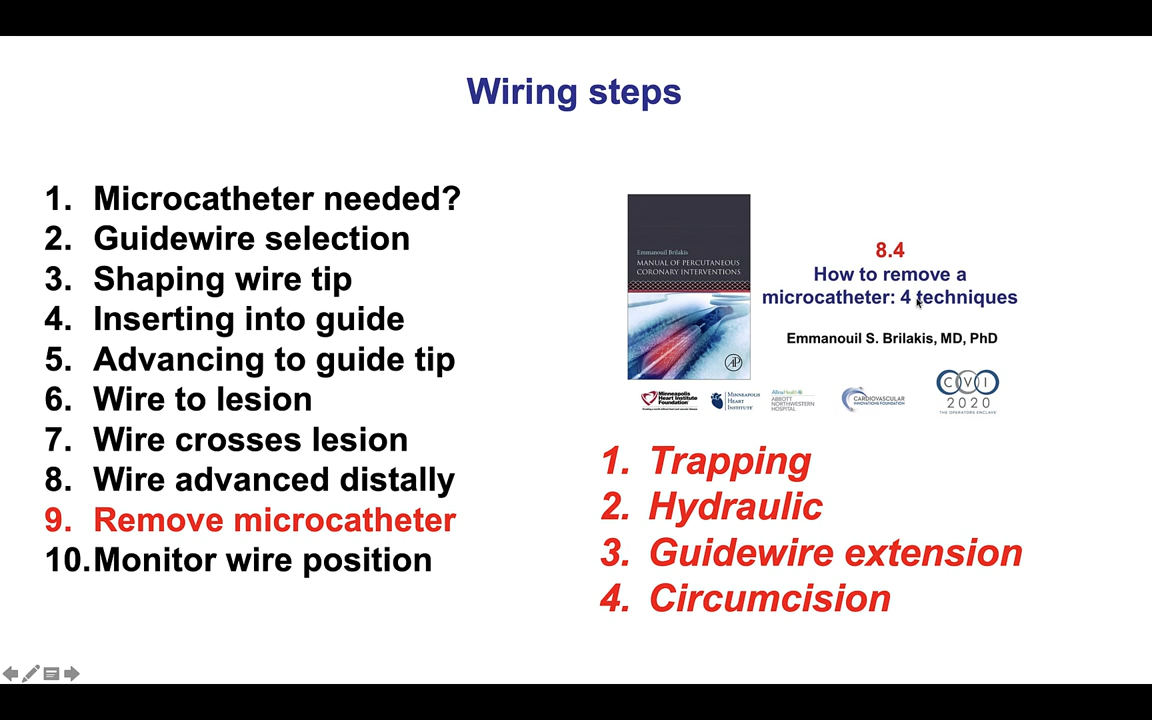 Wiring steps
1. Microcatheter needed?
2. Guidewire selection
3. Shaping wire tip
4. Inserting into guide
5. Advancing to guide tip
6. Wire to lesion
7. Wire crosses lesion
8. Wire advanced distally
9. Remove microcatheter
10. Monitor wire position
Emmanouil Brilakis
MANUAL OF PERCUTANEOUS
CORONARY INTERVENTIONS
AP
8.4
How to remove a
microcatheter: 4 techniques
Emmanouil S. Brilakis, MD, PhD
Minneapolis
Heart Institute
Foundation
MINNEAPOLIS
HEART
INSTITUTE
Allina Health
ABBOTT
NORTHWESTERN
HOSPITAL
CARDIOVASCULAR
INNOVATIONS FOUNDATION
COVI
2020
THE OPERATORS ENCLAVE
1. Trapping
2. Hydraulic
3. Guidewire extension
4. Circumcision